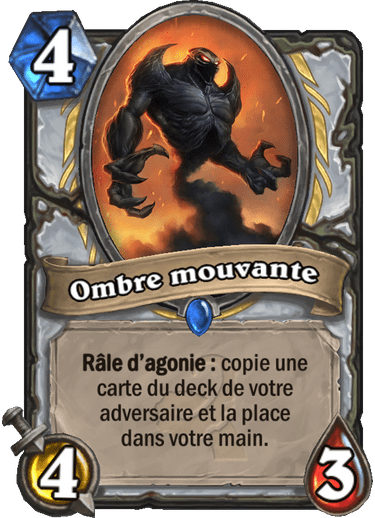 4
Ombre mouvante
Râle d’agonie : copie une
carte du deck de votre
adversaire et la place
dans votre main.
4
3